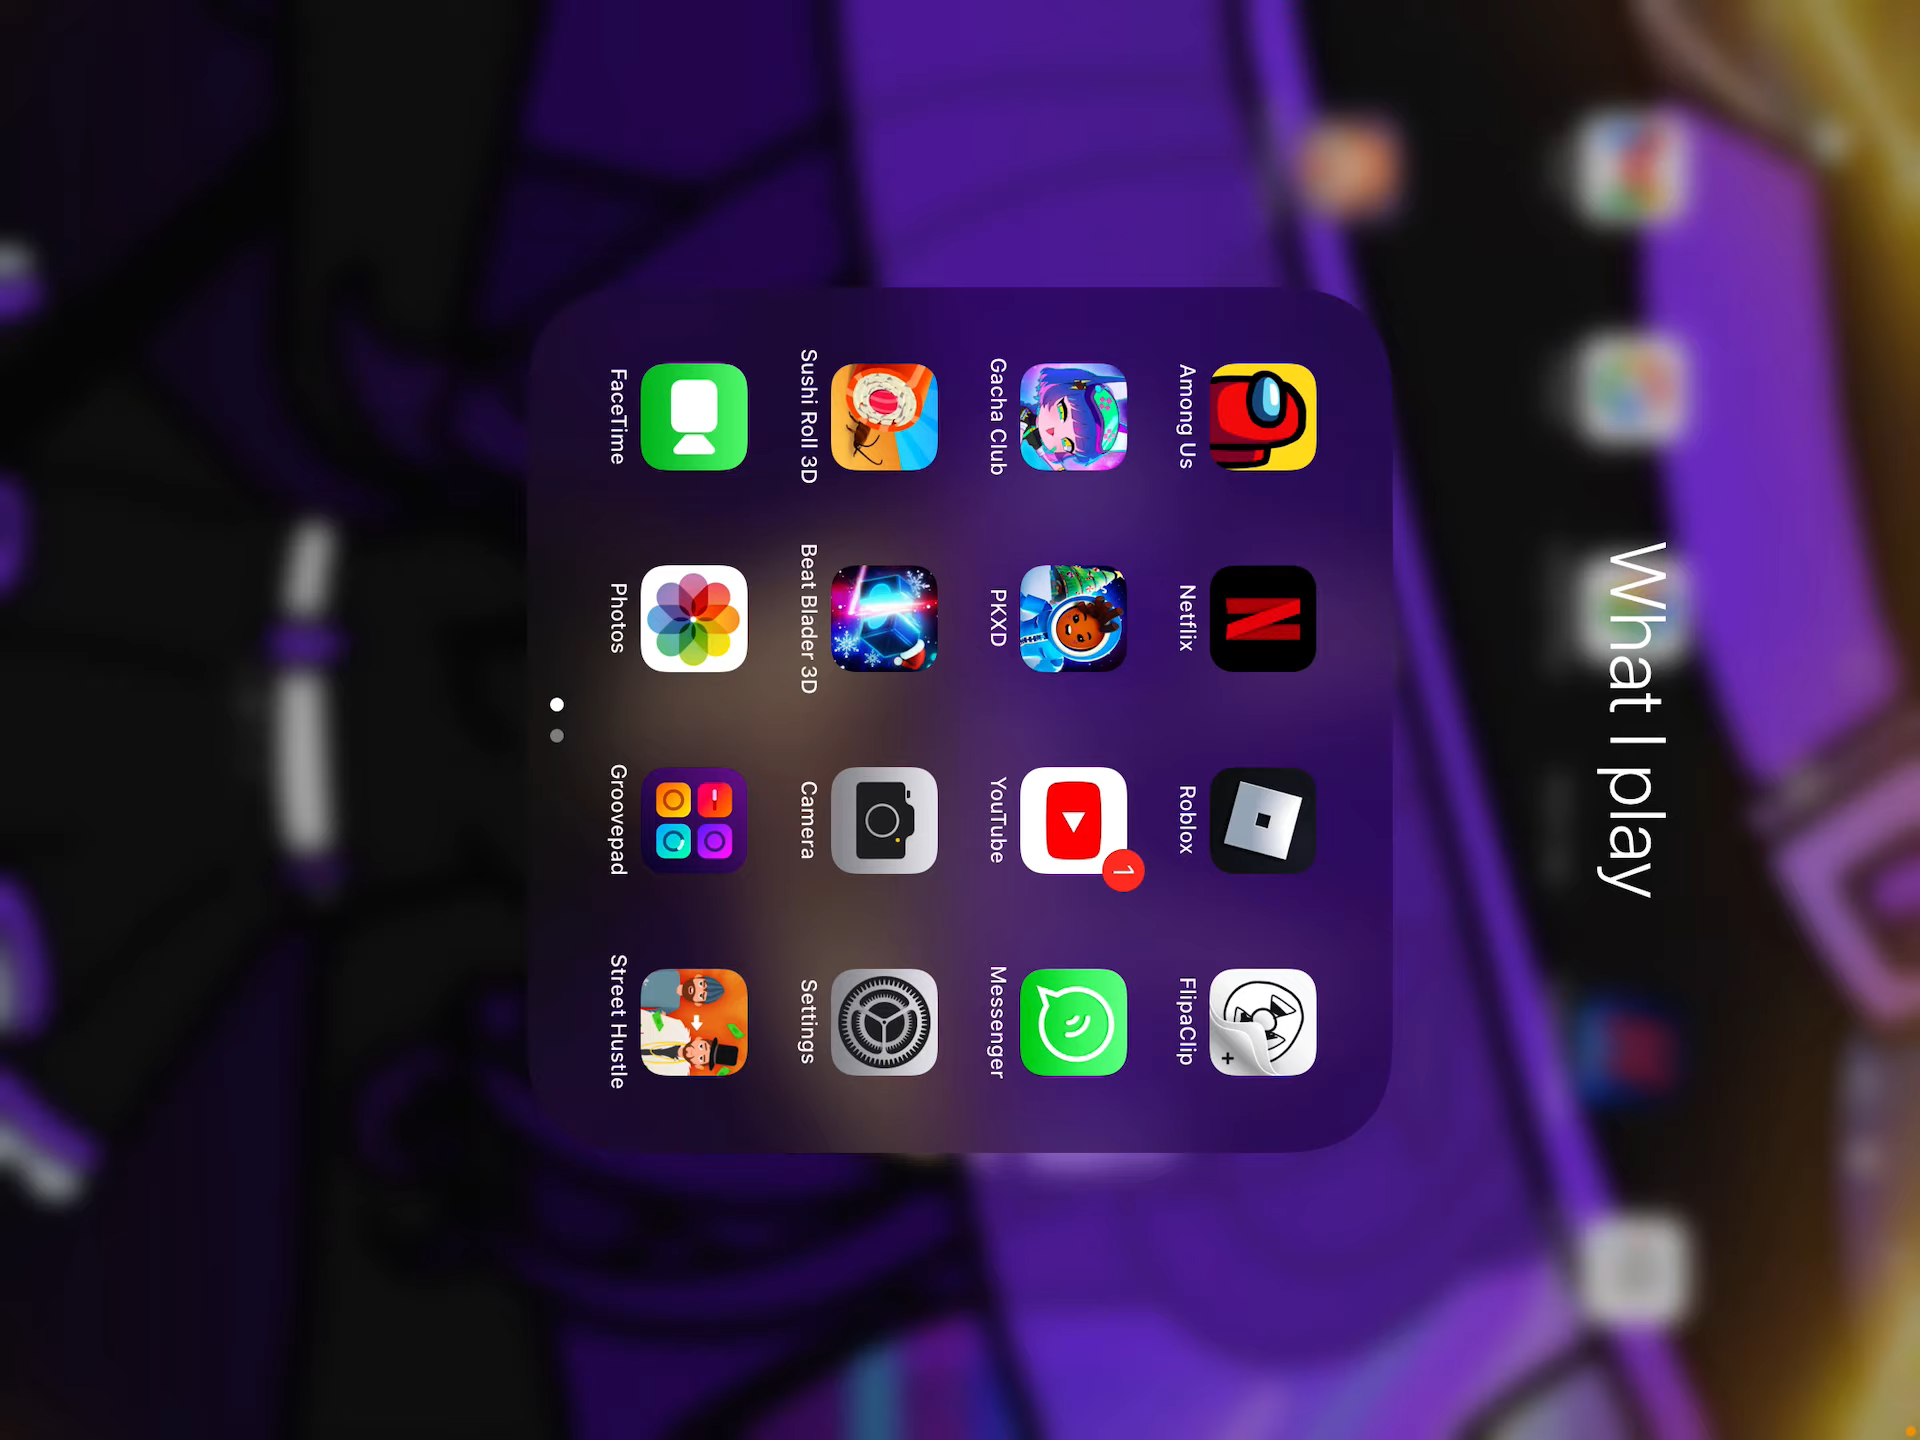 What I play
Among Us
Netflix
Roblox
FlipaClip
Gacha Club
PKXD
YouTube
1
Messenger
Sushi Roll 3D
Beat Blader 3D
Camera
Settings
FaceTime
Photos
Groovepad
Street Hustle